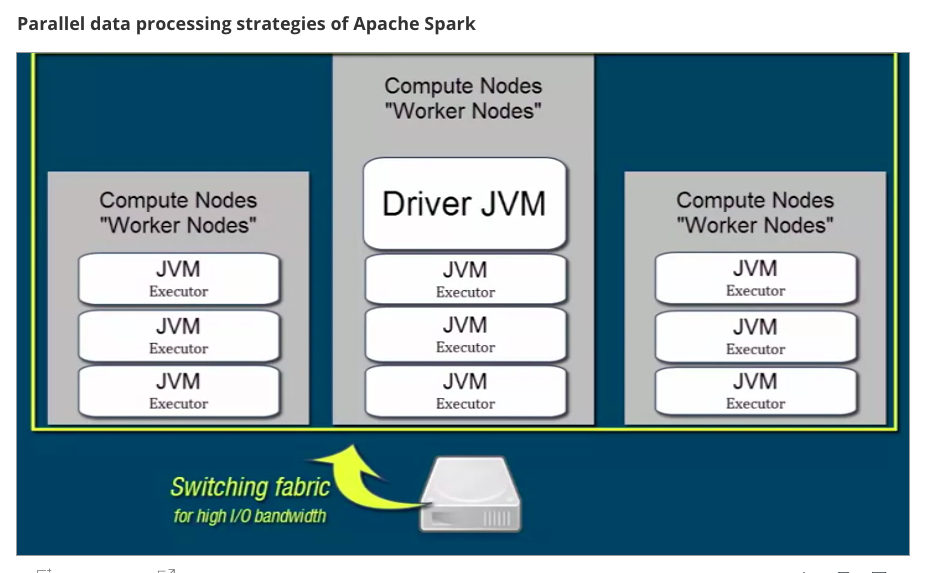 Parallel data processing strategies of Apache Spark
Compute Nodes
"Worker Nodes"
Driver JVM
JVM
Executor
JVM
Executor
JVM
Executor
Compute Nodes
"Worker Nodes"
JVM
Executor
JVM
Executor
JVM
Executor
Compute Nodes
"Worker Nodes"
JVM
Executor
JVM
Executor
JVM
Executor
Switching fabric
for high I/O bandwidth